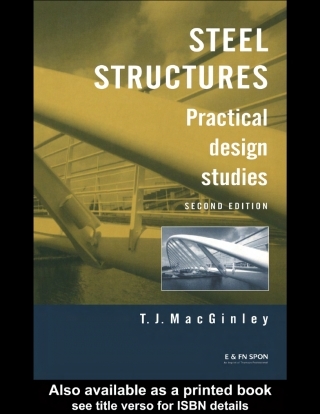 STEEL
STRUCTURES
Practical
design
studies
SECOND EDITION
T. J. MacGinley
E & FN SPON
Also available as a printed book
see title verso for ISBN details